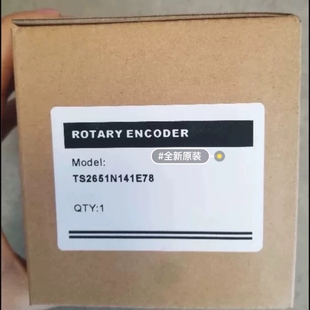 ROTARY ENCODER
#全新原装
Model:
TS2651N141E78
QTY:1